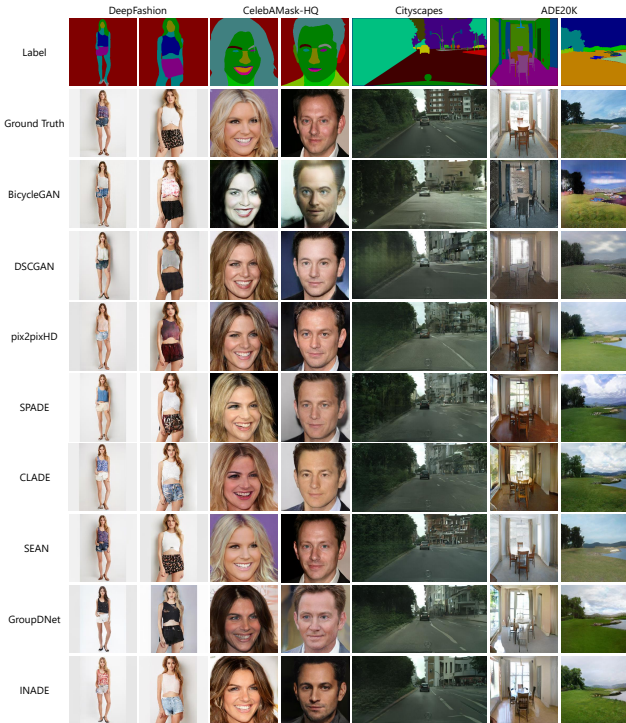 DeepFashion CelebAMask-HQ Cityscapes ADE20K
Label
Ground Truth
BicycleGAN
DSCGAN
pix2pixHD
SPADE
CLADE
SEAN
GroupDNet
INADE